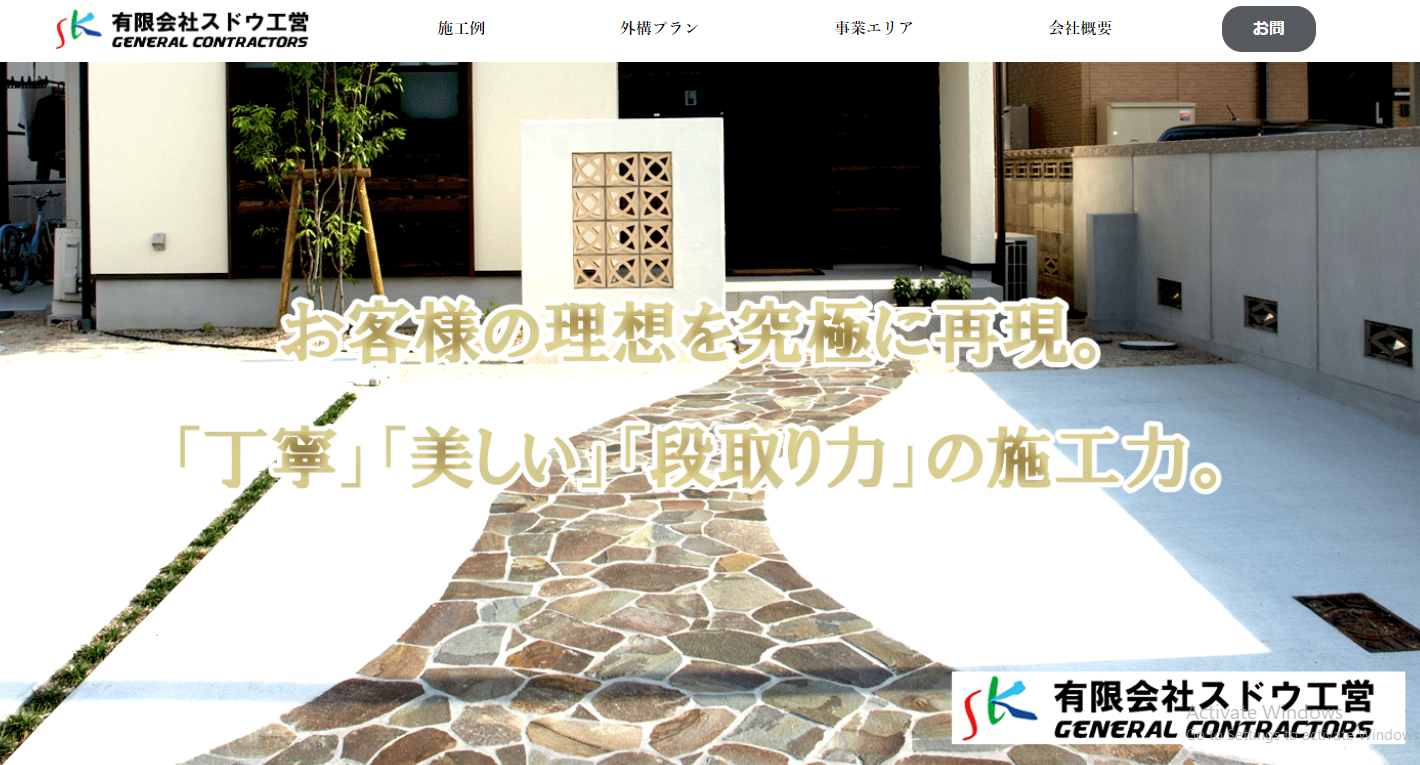 有限会社スドウ工営
GENERAL CONTRACTORS
施工例
外構プラン
事業エリア
会社概要
お問
お客様の理想を究極に再現。
「丁寧」「美しい」「段取り力」の施工力。
有限会社スドウ工営
GENERAL CONTRACTORS
Activate Windows
Go to Settings to activate Windows